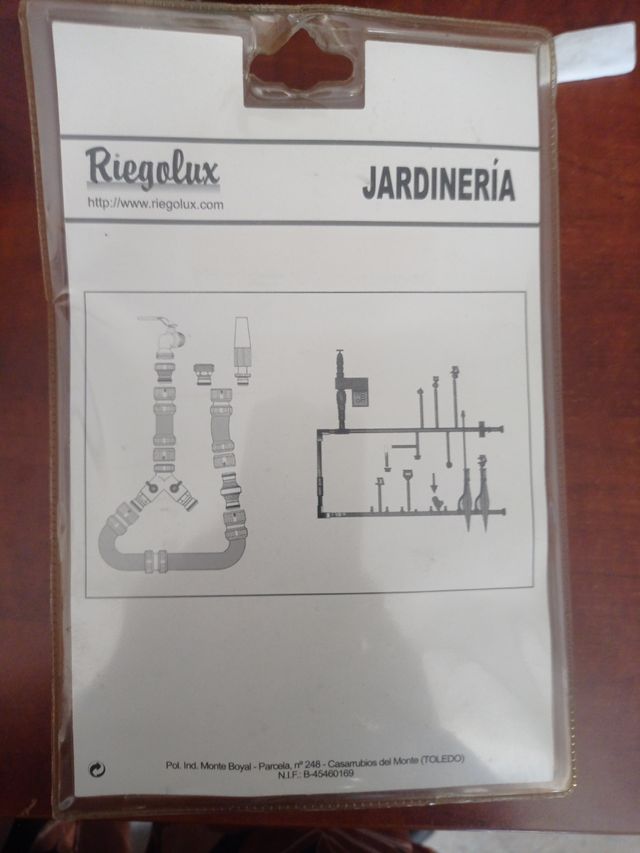 Riegolux
http://www.riegolux.com
JARDINERÍA
Pol. Ind. Monte Boyal - Parcela, nº 248 - Casarrubios del Monte (TOLEDO)
N.I.F.: B-45460169